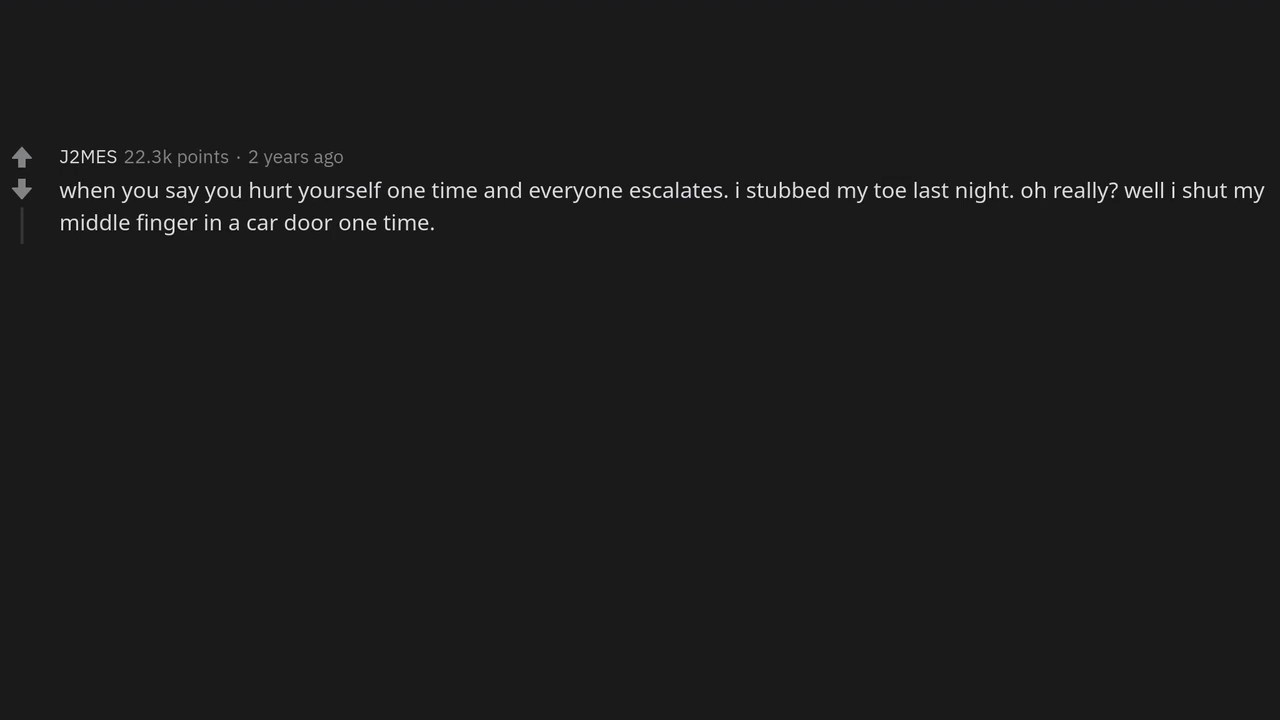 J2MES 22.3k points · 2 years ago
when you say you hurt yourself one time and everyone escalates. i stubbed my toe last night. oh really? well i shut my
middle finger in a car door one time.